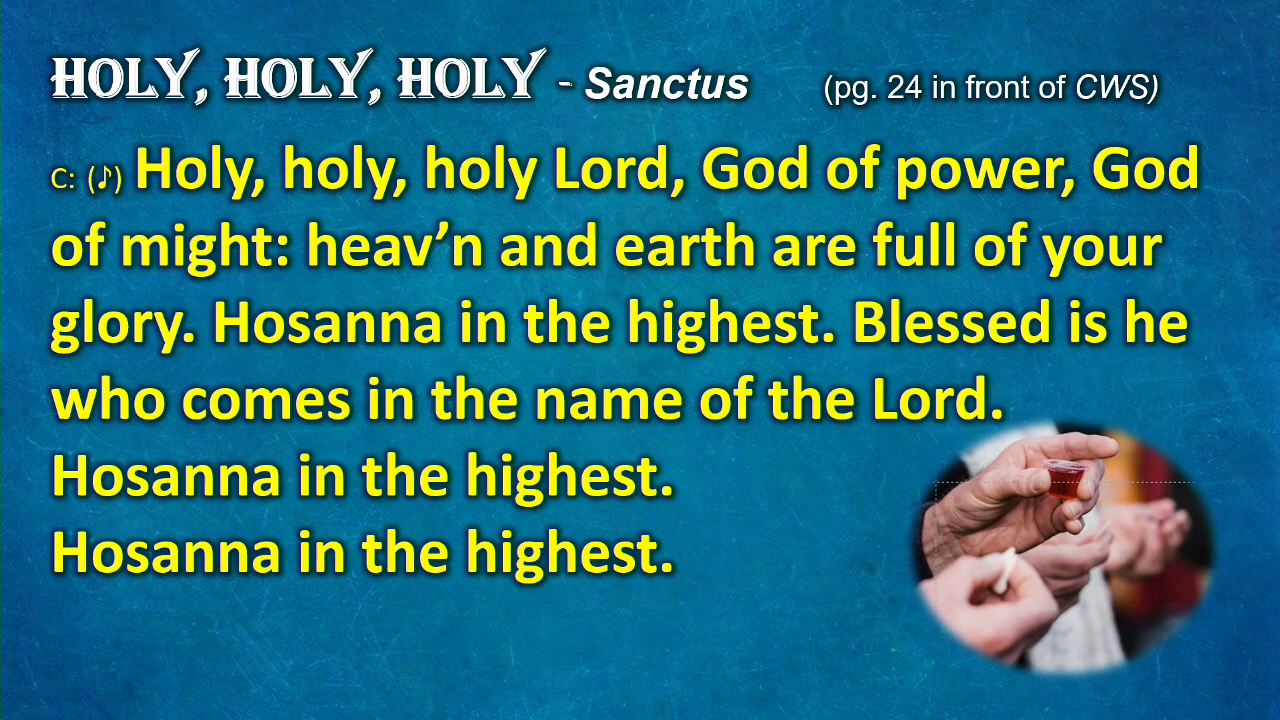 HOLY, HOLY, HOLY - Sanctus (pg. 24 in front of CWS)
C: (♪) Holy, holy, holy Lord, God of power, God
of might: heav’n and earth are full of your
glory. Hosanna in the highest. Blessed is he
who comes in the name of the Lord.
Hosanna in the highest.
Hosanna in the highest.